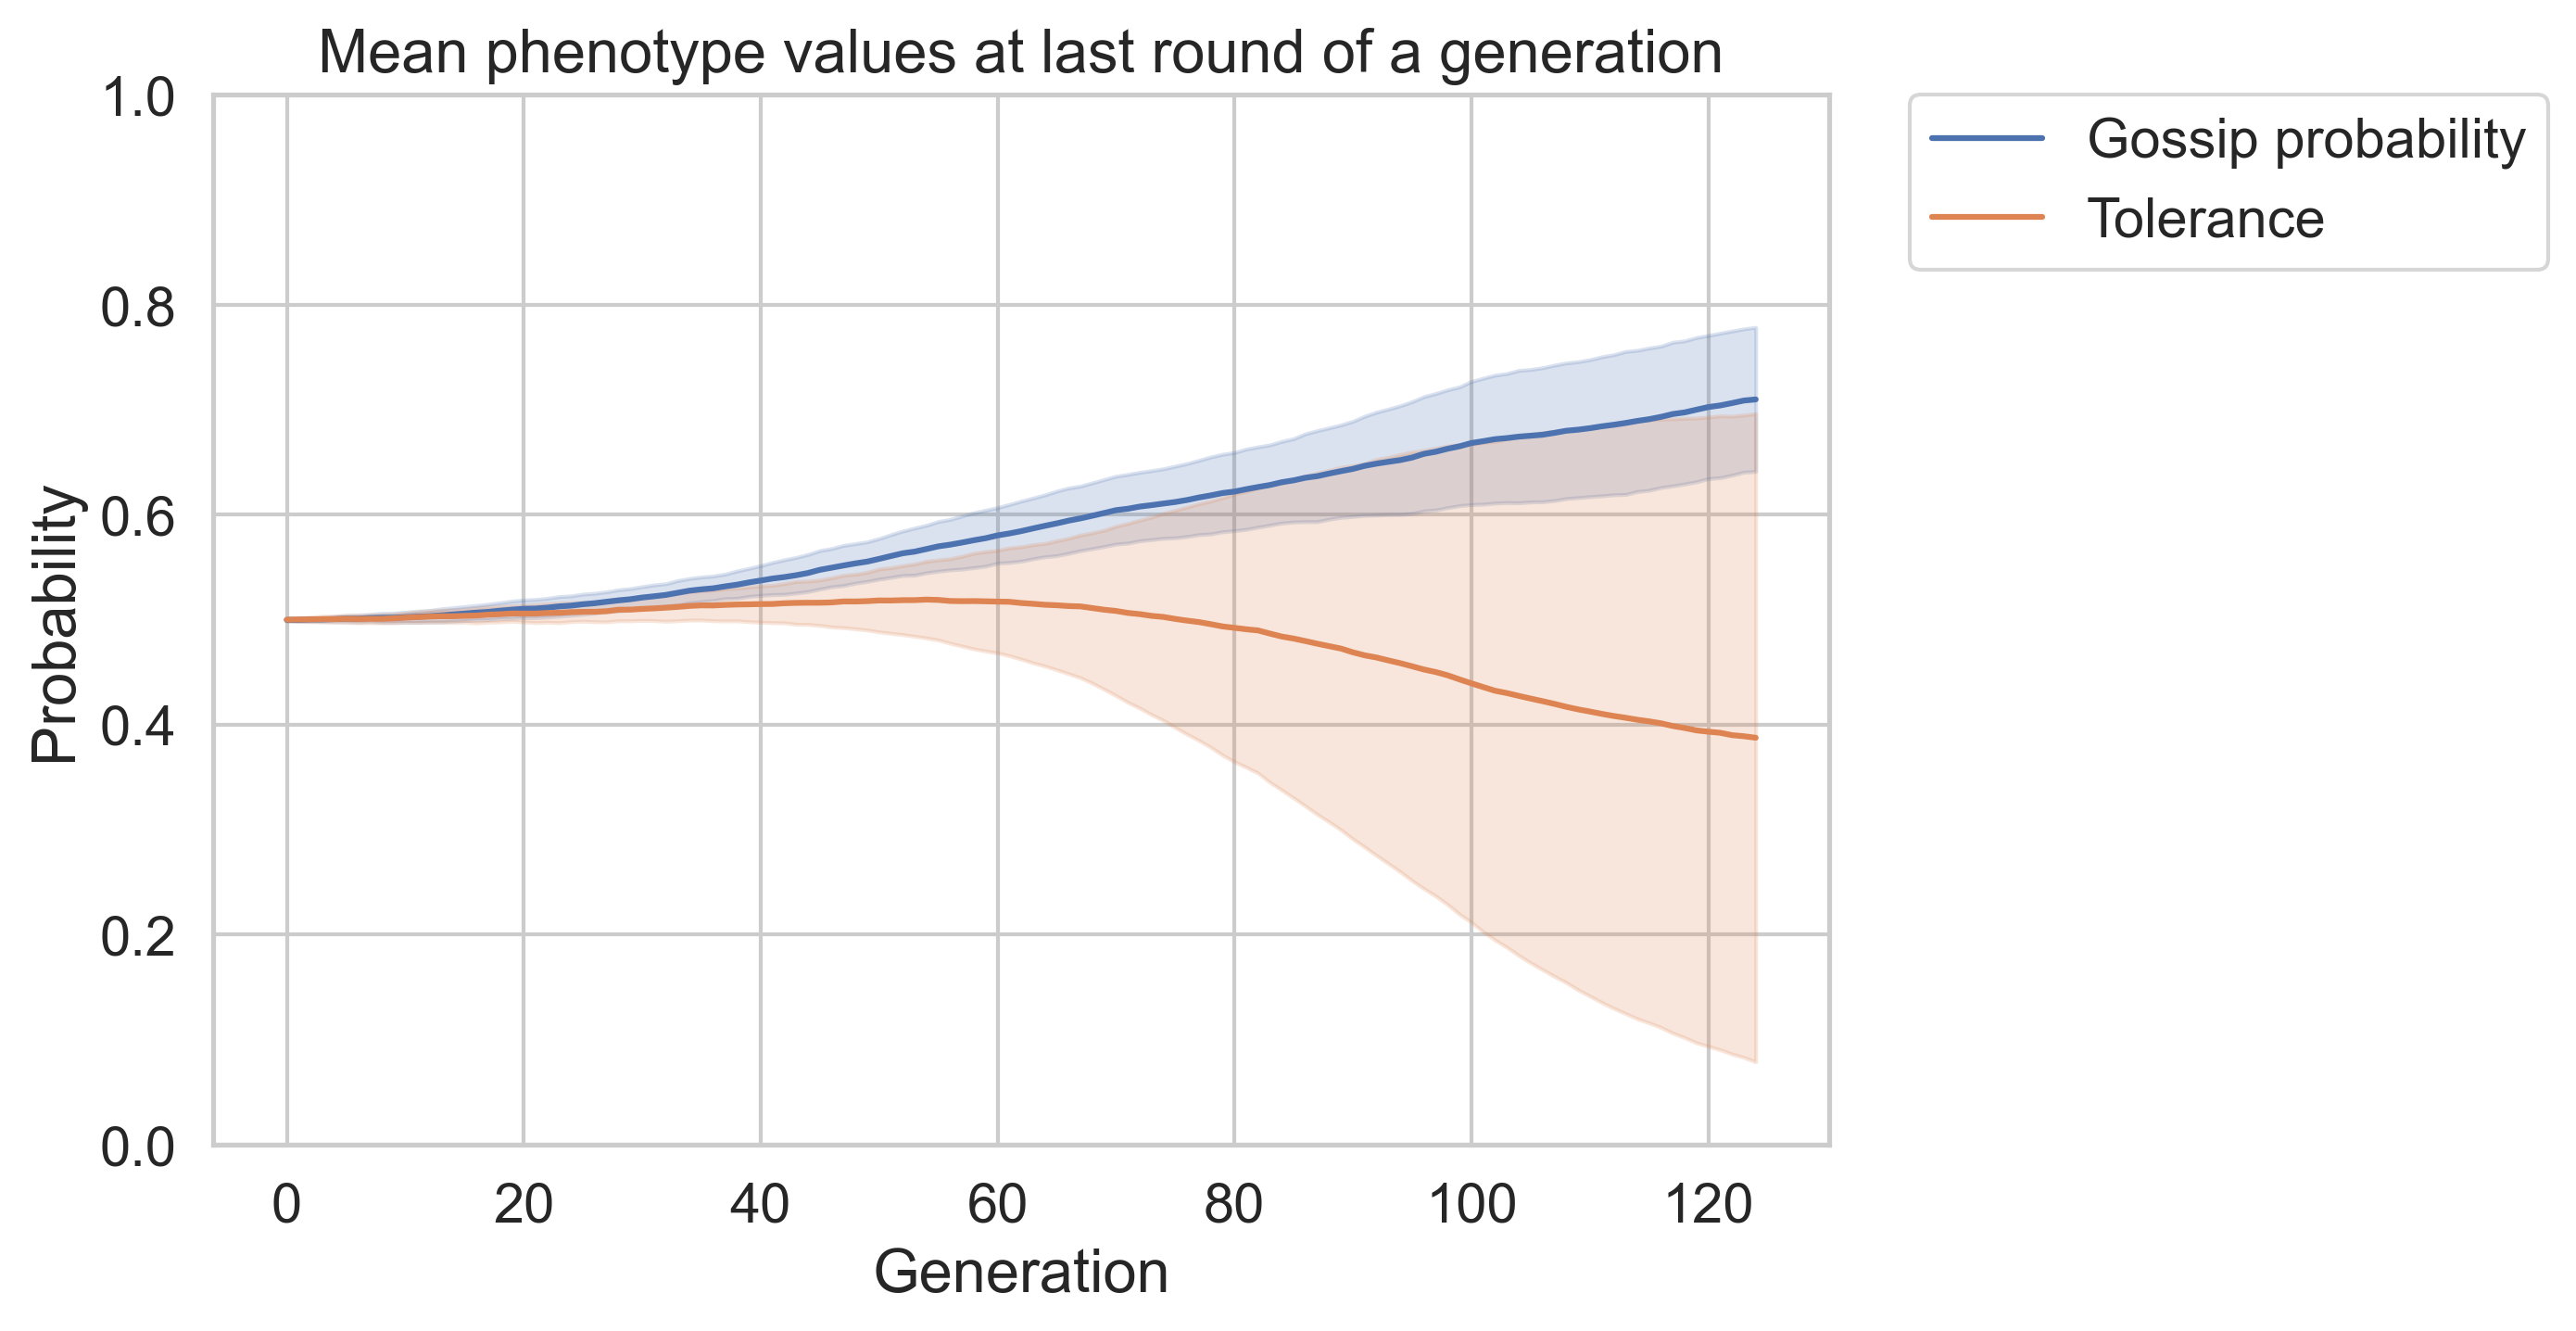 Mean phenotype values at last round of a generation
1.0
0.8
0.6
0.4
0.2
0.0
Probability
0 20 40 60 80 100 120
Generation
Gossip probability
Tolerance